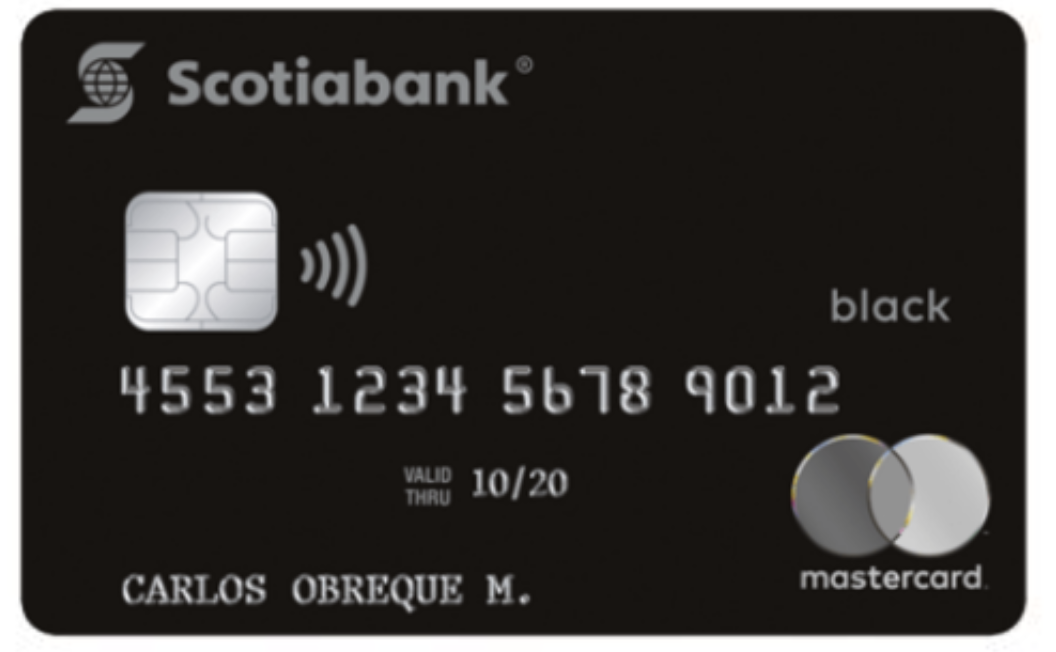 Scotiabank®
black
4553 1234 5678 9012
VALID THRU 10/20
CARLOS OBREQUE M.
mastercard.